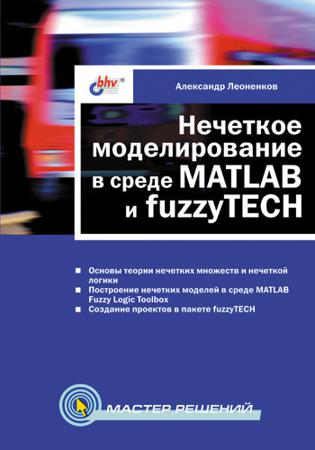 bhv®
Александр Леоненков
Нечеткое
моделирование
в среде MATLAB
и fuzzyTECH
Основы теории нечетких множеств и нечеткой
логики
Построение нечетких моделей в среде MATLAB
Fuzzy Logic Toolbox
Создание проектов в пакете fuzzyTECH
МАСТЕР РЕШЕНИЙ